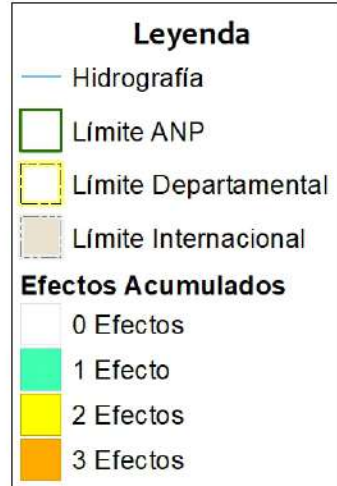 Leyenda
Hidrografía
Límite ANP
Límite Departamental
Límite Internacional
Efectos Acumulados
0 Efectos
1 Efecto
2 Efectos
3 Efectos